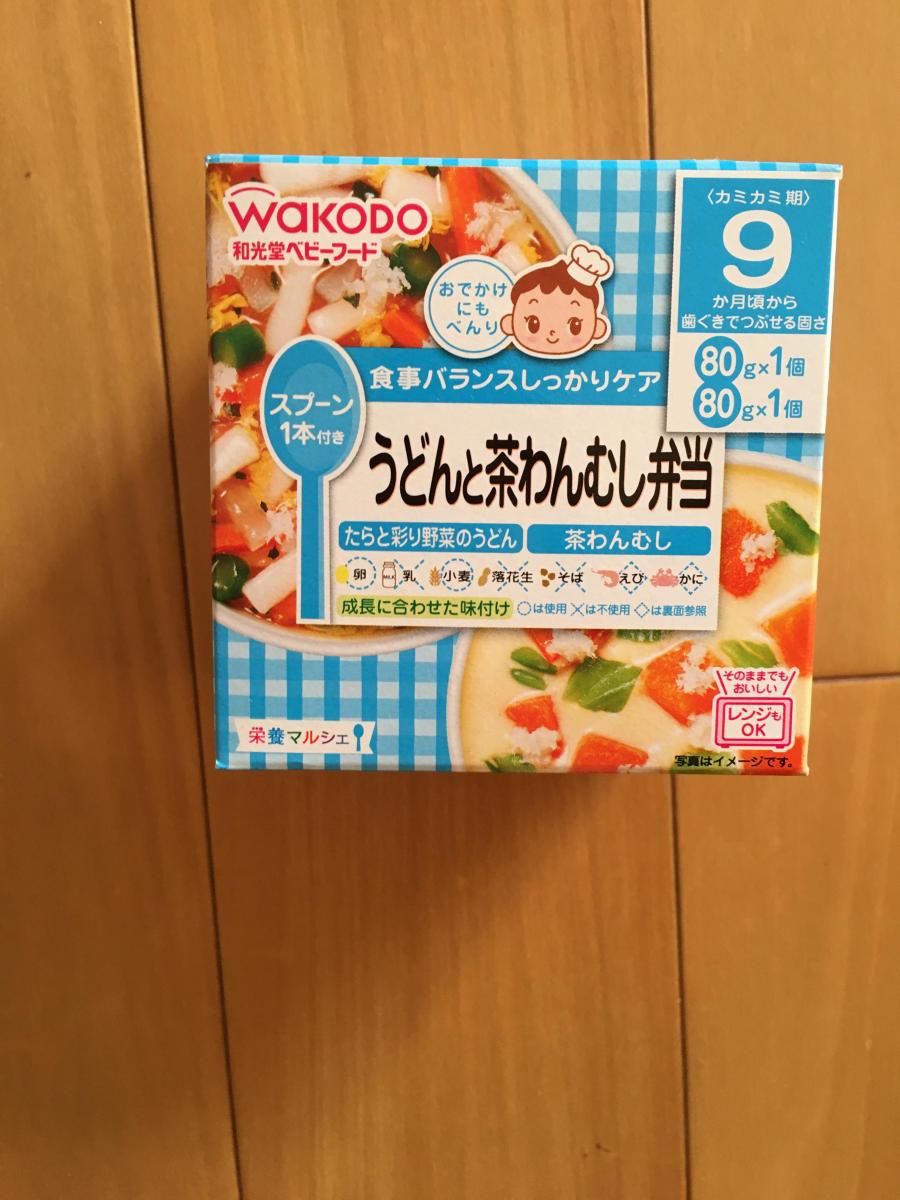 WAKODO
和光堂ベビーフード
〈カミカミ期〉
9
か月頃から
歯ぐきでつぶせる固さ
80g×1個
80g×1個
おでかけ
にも
べんり
食事バランスしっかりケア
スプーン
1本付き
うどんと茶わんむし弁当
たらと彩り野菜のうどん
茶わんむし
卵 MILK 乳 小麦 落花生 そば えび かに
成長に合わせた味付け ○は使用 ×は不使用 ◇は裏面参照
そのままでも
おいしい
レンジも
OK
栄養マルシェ
写真はイメージです。